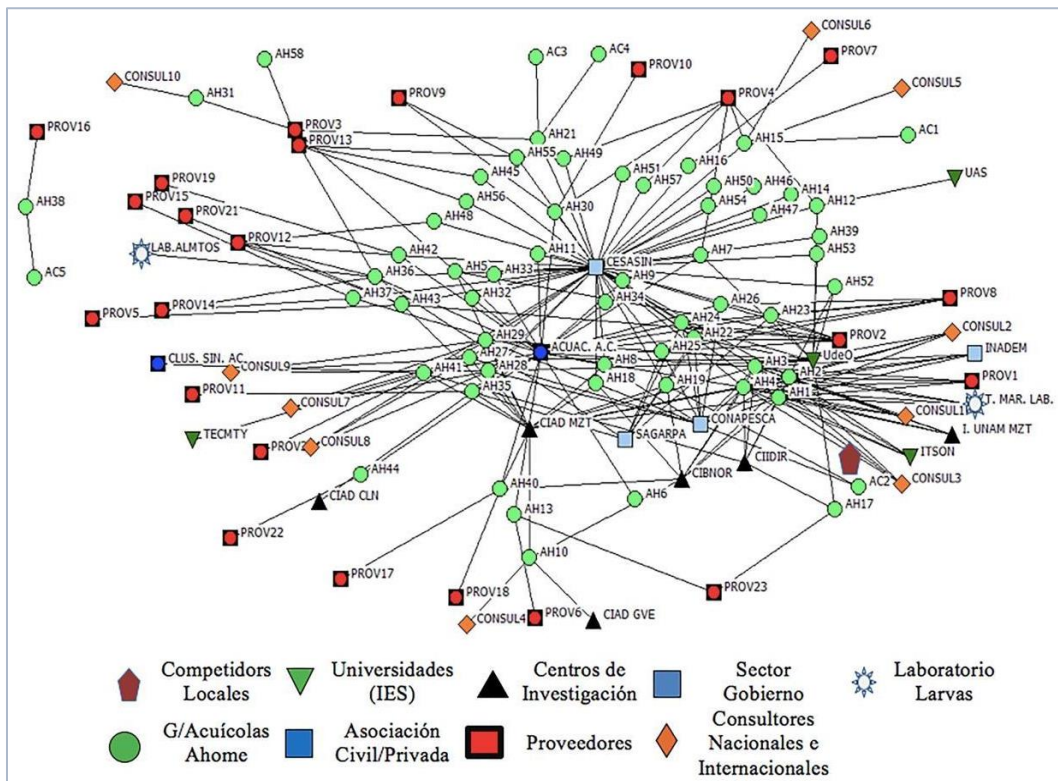 CONSUL6
AC3
AC4
PROV7
AH58
PROV10
CONSUL10
CONSUL5
AH31
PROV9
PROV4
PROV16
PROV3
AH21
AH15
AC1
PROV13
AH55
AH49
AH45
AH51
AH16
UAS
PROV19
AH57
AH50
AH46
AH14
PROV15
AH56
AH54
AH12
AH38
PROV21
AH48
AH30
AH47
PROV12
AH39
LAB.ALMTOS
AH42
AH11
AH7
AH53
AC5
AH36
AH5
AH33
CESASIN
AH9
AH52
AH37
AH43
AH32
AH34
AH26
PROV8
PROV5
PROV14
AH24
AH23
AH29
AH22
PROV2
CONSUL2
CLUS. SIN. AC.
AH27
ACUAC. A.C.
AH25
UdeO
INADEM
CONSUL9
AH41
AH28
AH8
AH3
AH2
PROV1
PROV11
AH35
AH18
AH19
AH4
AH1
T. MAR. LAB.
CONSUL7
CONAPESCA
CONSUL1
TECMTY
CIAD MZT
SAGARPA
I. UNAM MZT
CONSUL8
CIIDIR
ITSON
AH44
CIBNOR
AC2
CONSUL3
CIAD CLN
AH40
AH6
AH17
AH13
PROV22
AH10
PROV17
PROV18
PROV23
CONSUL4
PROV6
CIAD GVE
Competidors
Locales
Universidades
(IES)
Centros de
Investigación
Sector
Gobierno
Laboratorio
Larvas
G/Acuícolas
Ahome
Asociación
Civil/Privada
Proveedores
Consultores
Nacionales e
Internacionales